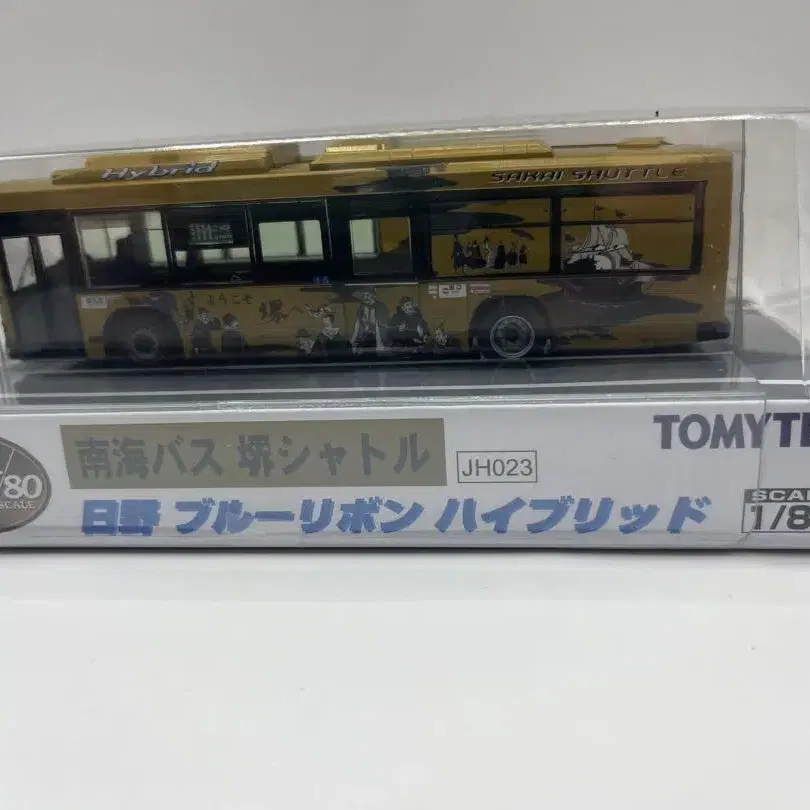 Hybrid
SAKAI SHUTTLE
ようこそ 堺へ
南海バス 堺シャトル
JH023
TOMYTE
80
SCALE
日野 ブルーリボン ハイブリッド
SCAL
1/8